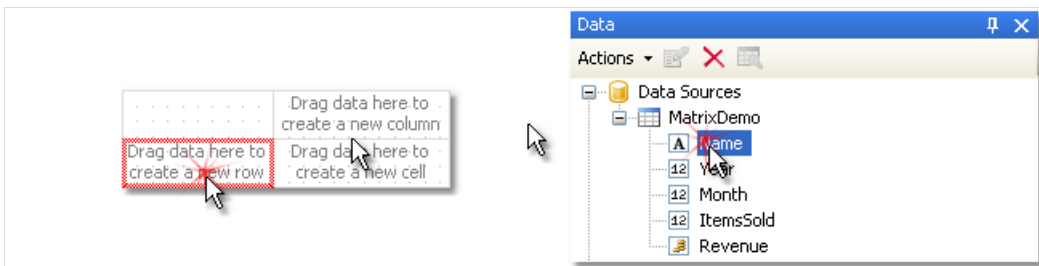 Data
Actions
Data Sources
MatrixDemo
Name
Year
Month
ItemsSold
Revenue
Drag data here to
create a new column
Drag data here to
create a new row
Drag data here to
create a new cell